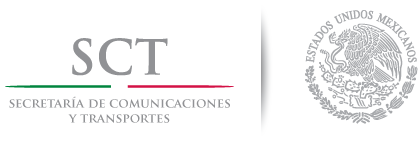 SCT
SECRETARÍA DE COMUNICACIONES
Y TRANSPORTES
ESTADOS UNIDOS MEXICANOS